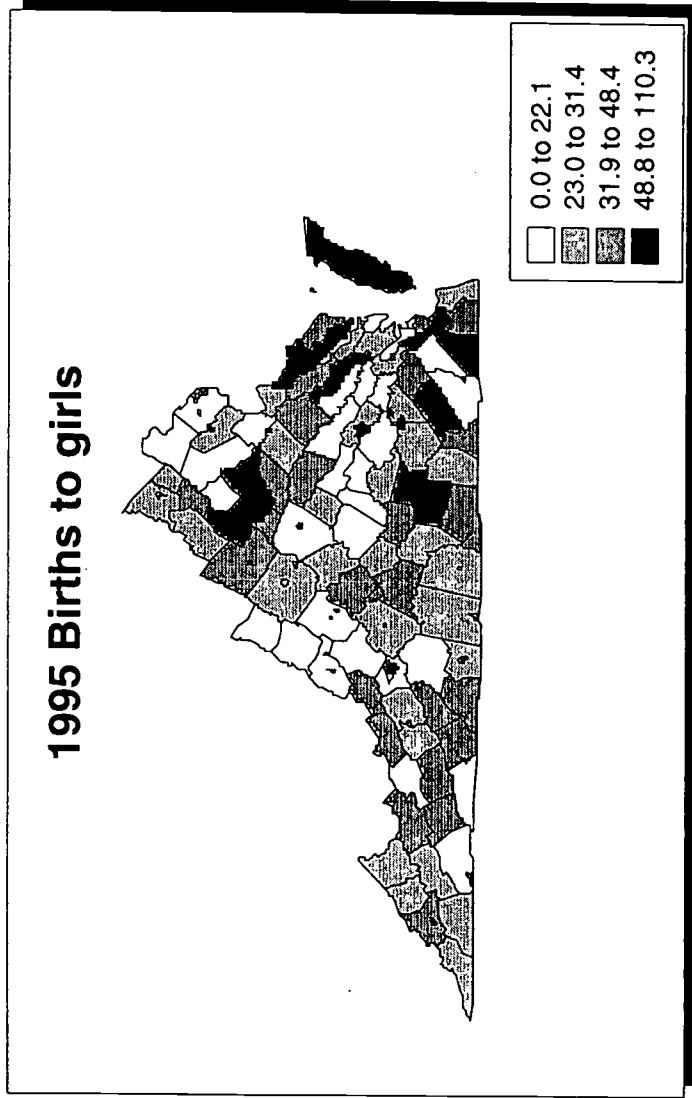 1995 Births to girls
0.0 to 22.1
23.0 to 31.4
31.9 to 48.4
48.8 to 110.3